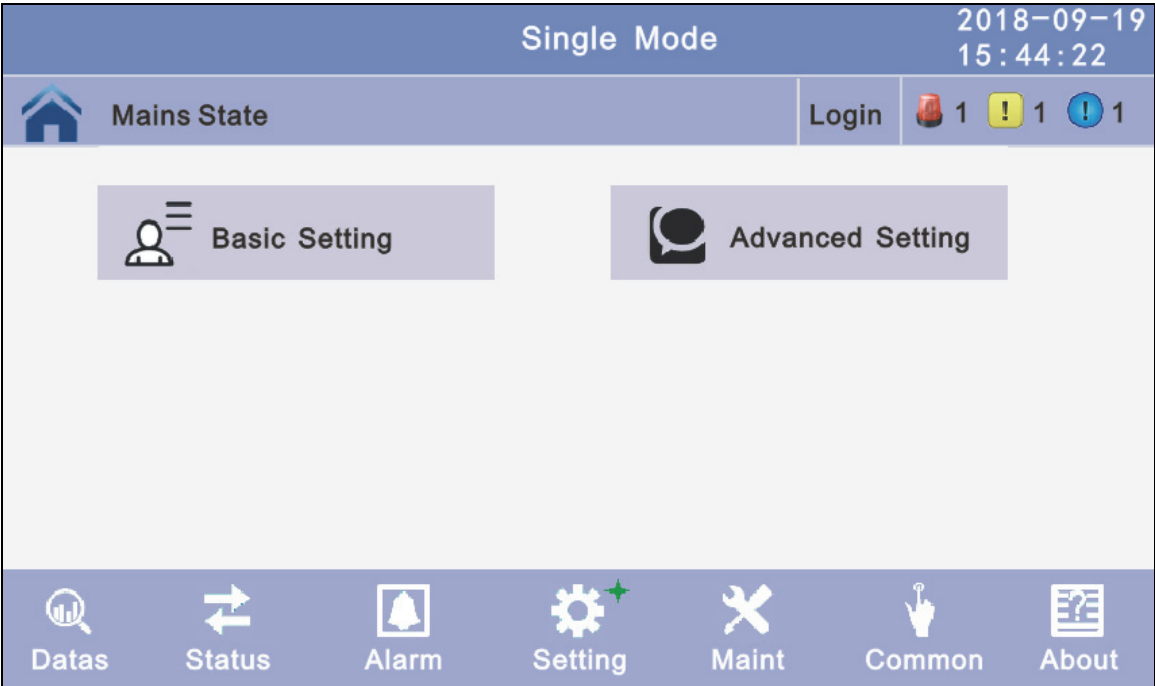 Single Mode
2018-09-19
15:44:22
Mains State
Login
1
! 1
! 1
Basic Setting
Advanced Setting
Datas
Status
Alarm
Setting
Maint
Common
? About